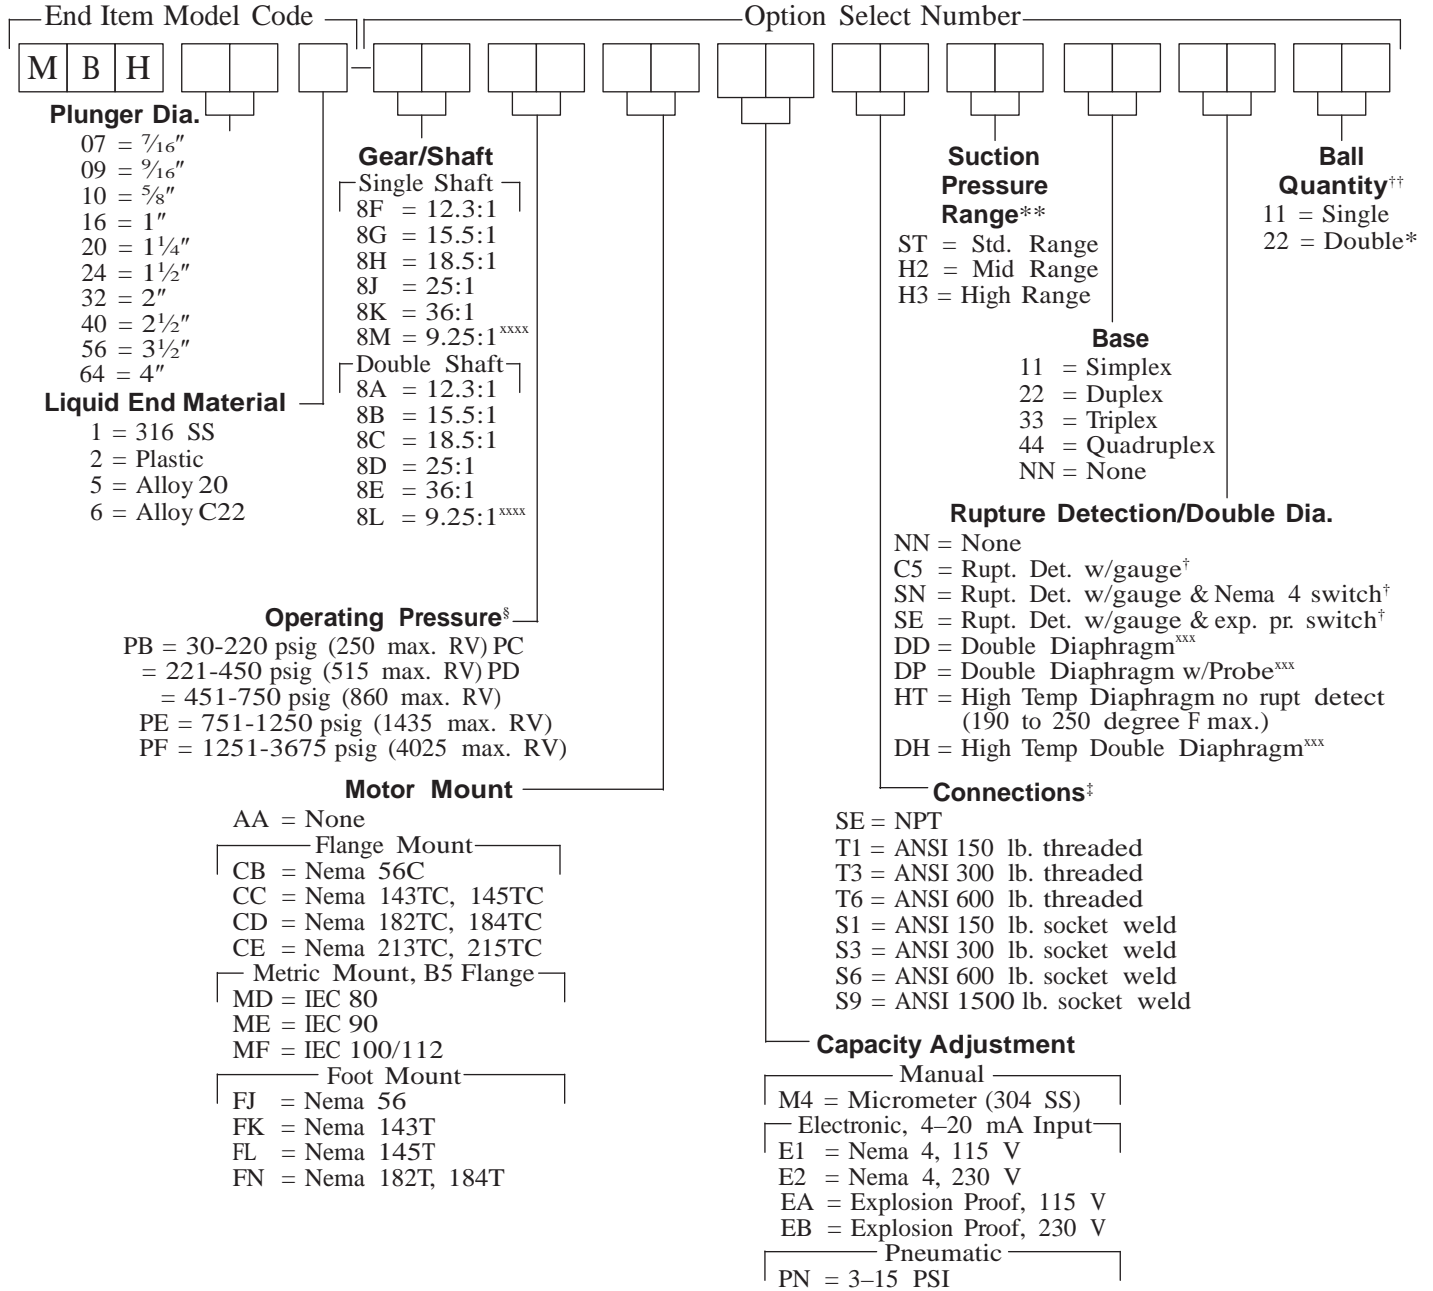 End Item Model Code
Option Select Number
M B H
Plunger Dia.
07 = 7⁄16″
09 = 9⁄16″
10 = 5⁄8″
16 = 1″
20 = 1 1⁄4″
24 = 1 1⁄2″
32 = 2″
40 = 2 1⁄2″
56 = 3 1⁄2″
64 = 4″
Liquid End Material
1 = 316 SS
2 = Plastic
5 = Alloy 20
6 = Alloy C22
Gear/Shaft
Single Shaft
8F = 12.3:1
8G = 15.5:1
8H = 18.5:1
8J = 25:1
8K = 36:1
8M = 9.25:1xxxx
Double Shaft
8A = 12.3:1
8B = 15.5:1
8C = 18.5:1
8D = 25:1
8E = 36:1
8L = 9.25:1xxxx
Operating Pressure§
PB = 30-220 psig (250 max. RV) PC
= 221-450 psig (515 max. RV) PD
= 451-750 psig (860 max. RV)
PE = 751-1250 psig (1435 max. RV)
PF = 1251-3675 psig (4025 max. RV)
Motor Mount
AA = None
Flange Mount
CB = Nema 56C
CC = Nema 143TC, 145TC
CD = Nema 182TC, 184TC
CE = Nema 213TC, 215TC
Metric Mount, B5 Flange
MD = IEC 80
ME = IEC 90
MF = IEC 100/112
Foot Mount
FJ = Nema 56
FK = Nema 143T
FL = Nema 145T
FN = Nema 182T, 184T
Suction
Pressure
Range**
ST = Std. Range
H2 = Mid Range
H3 = High Range
Ball
Quantity††
11 = Single
22 = Double*
Base
11 = Simplex
22 = Duplex
33 = Triplex
44 = Quadruplex
NN = None
Rupture Detection/Double Dia.
NN = None
C5 = Rupt. Det. w/gauge†
SN = Rupt. Det. w/gauge & Nema 4 switch†
SE = Rupt. Det. w/gauge & exp. pr. switch†
DD = Double Diaphragmxxx
DP = Double Diaphragm w/Probexxx
HT = High Temp Diaphragm no rupt detect
(190 to 250 degree F max.)
DH = High Temp Double Diaphragmxxx
Connections‡
SE = NPT
T1 = ANSI 150 lb. threaded
T3 = ANSI 300 lb. threaded
T6 = ANSI 600 lb. threaded
S1 = ANSI 150 lb. socket weld
S3 = ANSI 300 lb. socket weld
S6 = ANSI 600 lb. socket weld
S9 = ANSI 1500 lb. socket weld
Capacity Adjustment
Manual
M4 = Micrometer (304 SS)
Electronic, 4–20 mA Input
E1 = Nema 4, 115 V
E2 = Nema 4, 230 V
EA = Explosion Proof, 115 V
EB = Explosion Proof, 230 V
Pneumatic
PN = 3–15 PSI